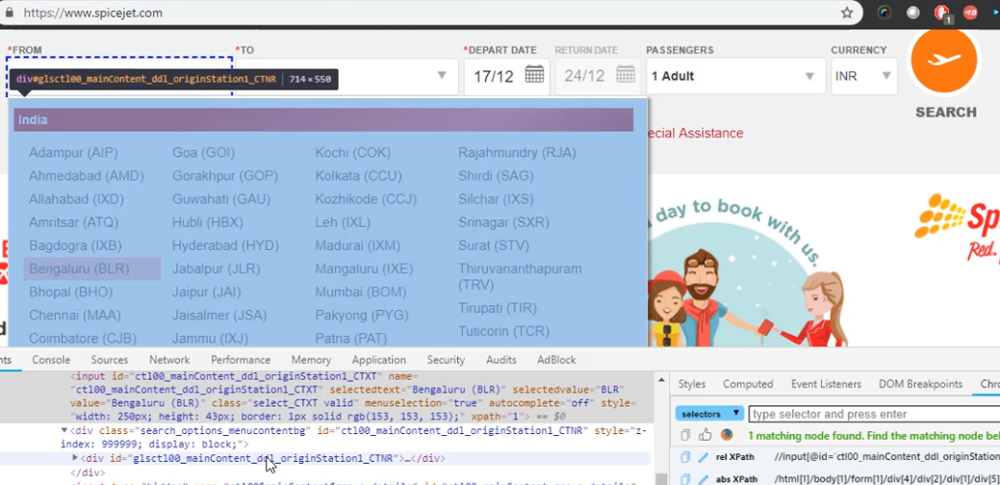 https://www.spicejet.com
1
*FROM
*TO
*DEPART DATE
RETURN DATE
PASSENGERS
CURRENCY
div#glsctl00_mainContent_ddl_originStation1_CTNR | 714 × 550
17/12
24/12
1 Adult
INR
SEARCH
India
ecial Assistance
Adampur (AIP)
Goa (GOI)
Kochi (COK)
Rajahmundry (RJA)
Ahmedabad (AMD)
Gorakhpur (GOP)
Kolkata (CCU)
Shirdi (SAG)
Allahabad (IXD)
Guwahati (GAU)
Kozhikode (CCJ)
Silchar (IXS)
Amritsar (ATQ)
Hubli (HBX)
Leh (IXL)
Srinagar (SXR)
Bagdogra (IXB)
Hyderabad (HYD)
Madurai (IXM)
Surat (STV)
Bengaluru (BLR)
Jabalpur (JLR)
Mangaluru (IXE)
Thiruvananthapuram
(TRV)
Bhopal (BHO)
Jaipur (JAI)
Mumbai (BOM)
Tirupati (TIR)
Chennai (MAA)
Jaisalmer (JSA)
Pakyong (PYG)
Tuticorin (TCR)
Coimbatore (CJB)
Jammu (IXJ)
Patna (PAT)
day to book with us.
Sp
Red.
nts
Console
Sources
Network
Performance
Memory
Application
Security
Audits
AdBlock
<input id="ctl00_mainContent_ddl_originStation1_CTXT" name=
"ctl00_mainContent_ddl_originStation1_CTXT" selectedtext="Bengaluru (BLR)" selectedvalue="BLR"
value="Bengaluru (BLR)" class="select_CTXT valid" menuselection="true" autocomplete="off" style=
"width: 250px; height: 43px; border: 1px solid rgb(153, 153, 153);" xpath="1"> == $0
▼<div class="search_options_menucontentbg" id="ctl00_mainContent_ddl_originStation1_CTNR" style="z-
index: 999999; display: block;">
▶<div id="glsctl00_mainContent_ddl_originStation1_CTNR">…</div>
</div>
Styles
Computed
Event Listeners
DOM Breakpoints
Chro
selectors
type selector and press enter
1 matching node found. Find the matching node bel
rel XPath
//input[@id='ctl00_mainContent_ddl_originStation
abs XPath
/html[1]/body[1]/form[1]/div[4]/div[2]/div[1]/div[5]